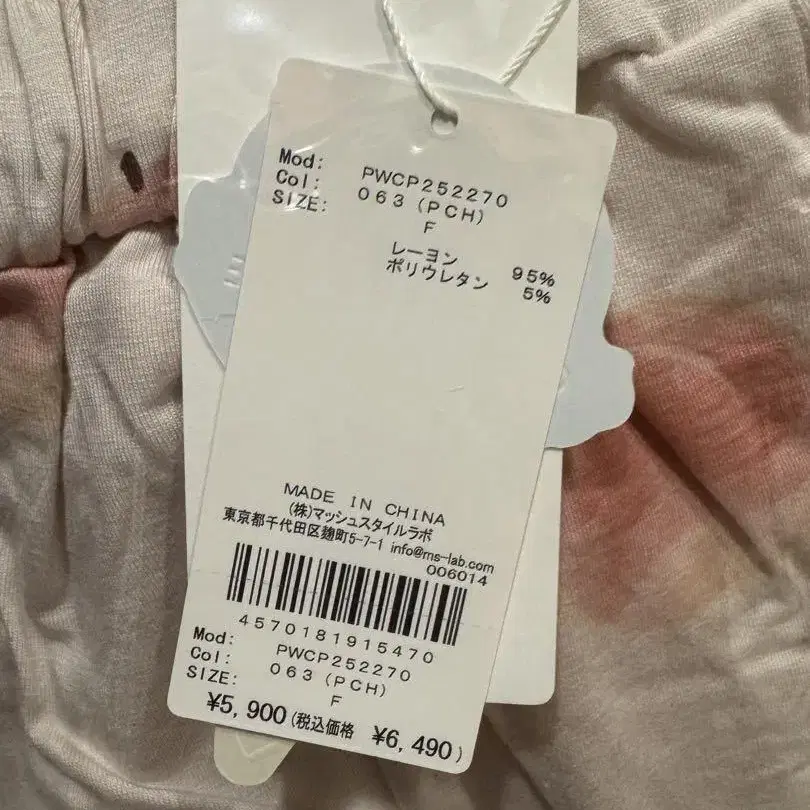 Mod: PWCP252270
Col: 063 (PCH)
SIZE: F
レーヨン 95%
ポリウレタン 5%
MADE IN CHINA
(株)マッシュスタイルラボ
東京都千代田区麹町5-7-1 info@ms-lab.com
006014
4570181915470
Mod: PWCP252270
Col: 063 (PCH)
SIZE: F
¥5,900(税込価格 ¥6,490)